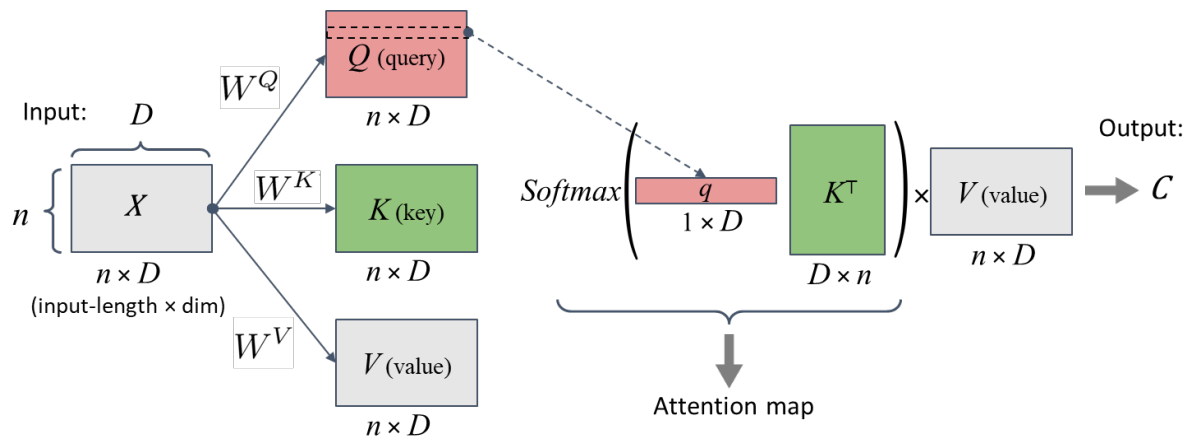 Input:
D
n
X
n × D
(input-length × dim)
W^Q
W^K
W^V
Q (query)
n × D
K (key)
n × D
V (value)
n × D
Softmax
(
q
1 × D
K^⊤
D × n
)
×
V (value)
n × D
Output:
C
Attention map